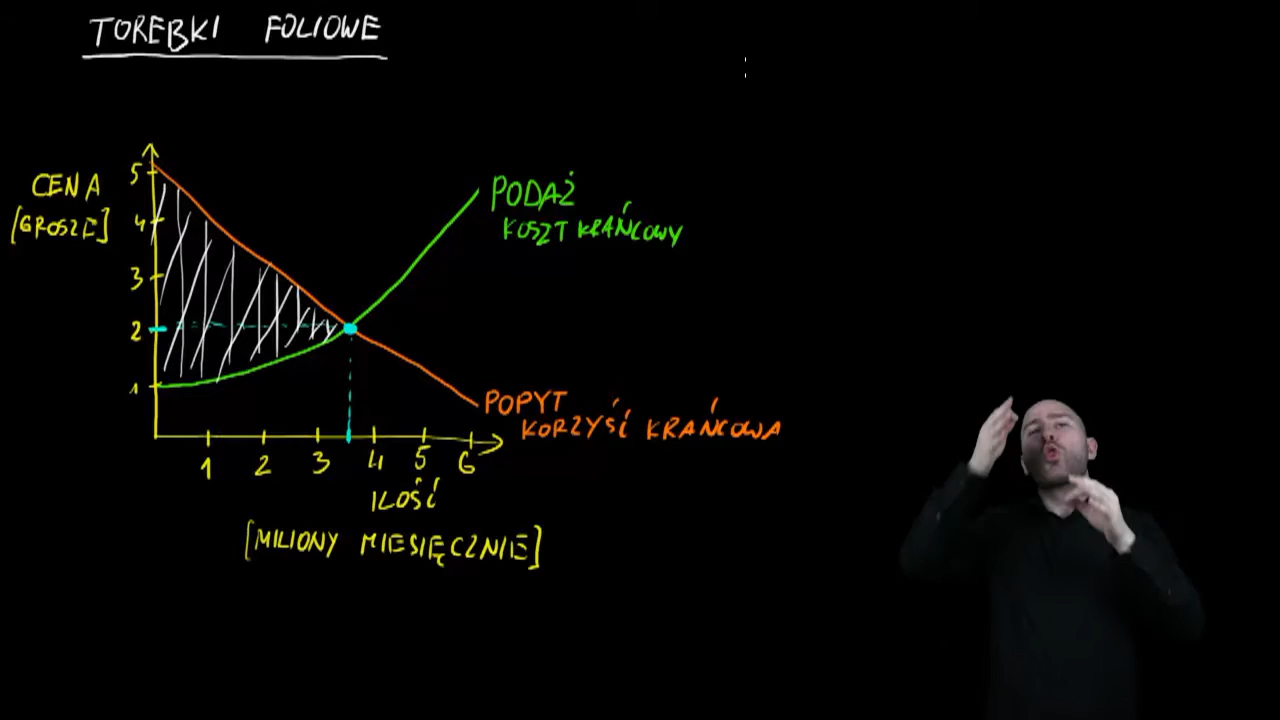 TOREBKI FOLIOWE
CENA
[GROSZE]
5
4
3
2
1
PODAŻ
KOSZT KRAŃCOWY
POPYT
KORZYŚĆ KRAŃCOWA
1 2 3 4 5 6
ILOŚĆ
[MILIONY MIESIĘCZNIE]